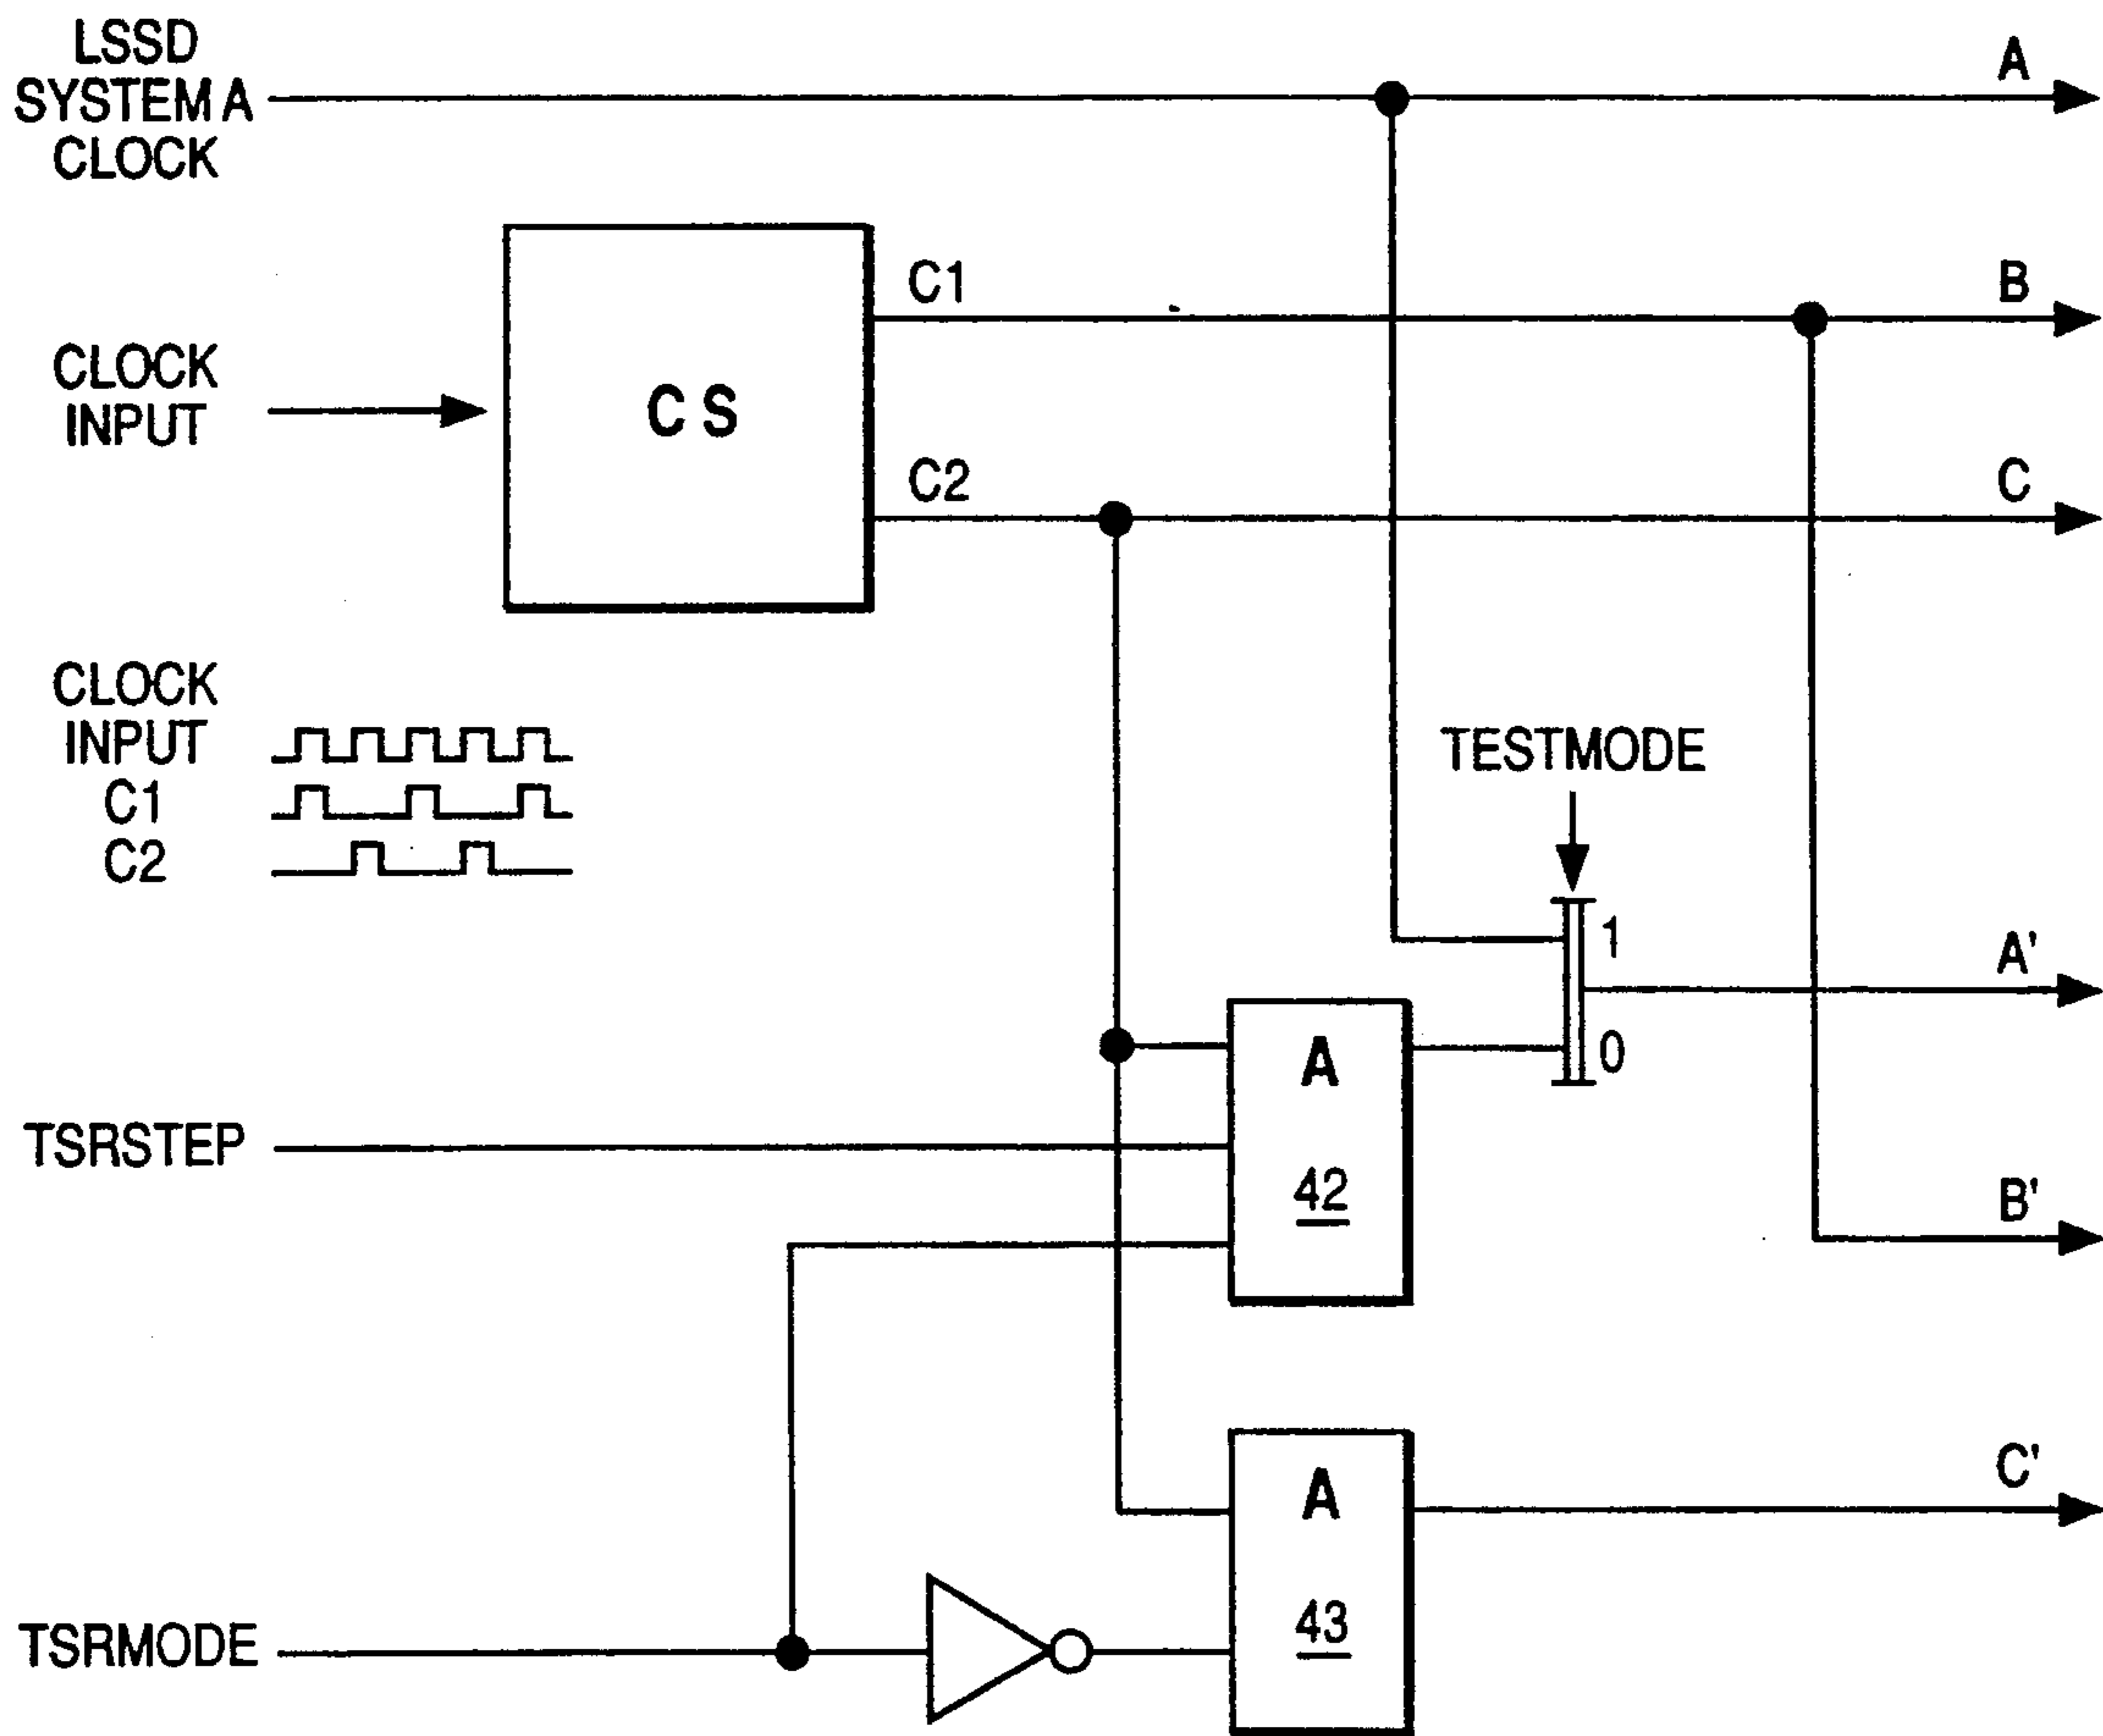 LSSD
SYSTEM A
CLOCK
A
C1
B
CLOCK
INPUT
C S
C2
C
CLOCK
INPUT
C1
C2
TESTMODE
1
A'
0
A
42
TSRSTEP
B'
C'
A
43
TSRMODE